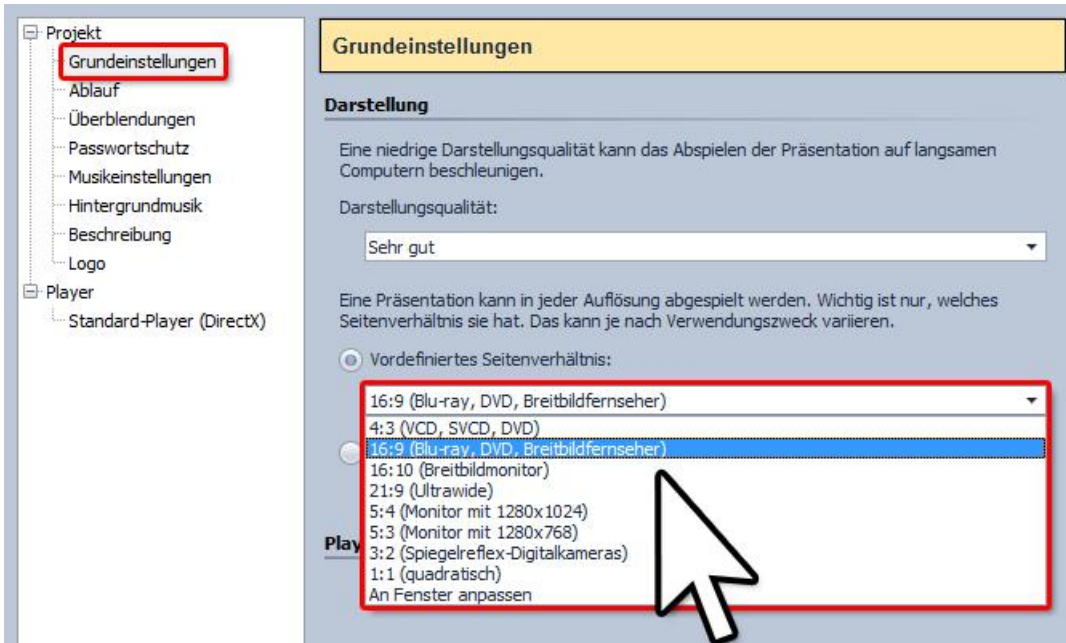 Projekt
Grundeinstellungen
Ablauf
Überblendungen
Passwortschutz
Musikeinstellungen
Hintergrundmusik
Beschreibung
Logo
Player
Standard-Player (DirectX)
Grundeinstellungen
Darstellung
Eine niedrige Darstellungsqualität kann das Abspielen der Präsentation auf langsamen
Computern beschleunigen.
Darstellungsqualität:
Sehr gut
Eine Präsentation kann in jeder Auflösung abgespielt werden. Wichtig ist nur, welches
Seitenverhältnis sie hat. Das kann je nach Verwendungszweck variieren.
Vordefiniertes Seitenverhältnis:
16:9 (Blu-ray, DVD, Breitbildfernseher)
4:3 (VCD, SVCD, DVD)
16:9 (Blu-ray, DVD, Breitbildfernseher)
16:10 (Breitbildmonitor)
21:9 (Ultrawide)
5:4 (Monitor mit 1280x1024)
5:3 (Monitor mit 1280x768)
3:2 (Spiegelreflex-Digitalkameras)
1:1 (quadratisch)
An Fenster anpassen
Play